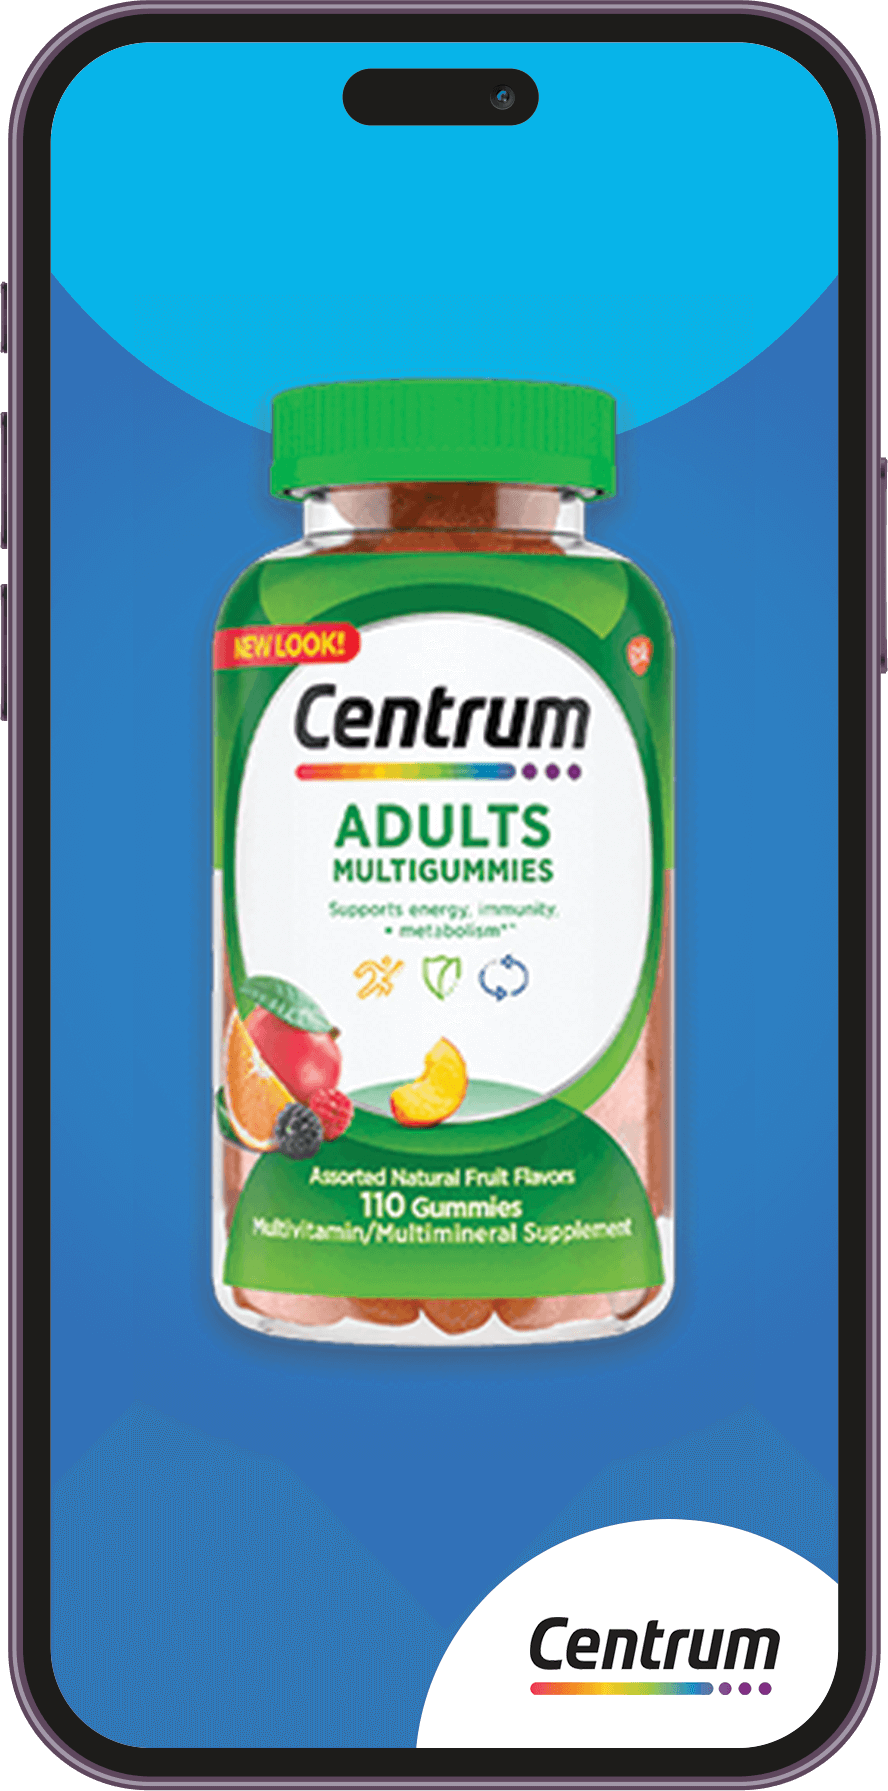 NEW LOOK!
Centrum
ADULTS
MULTIGUMMIES
Supports energy, immunity,
+ metabolism*^
Assorted Natural Fruit Flavors
110 Gummies
Multivitamin/Multimineral Supplement
Centrum